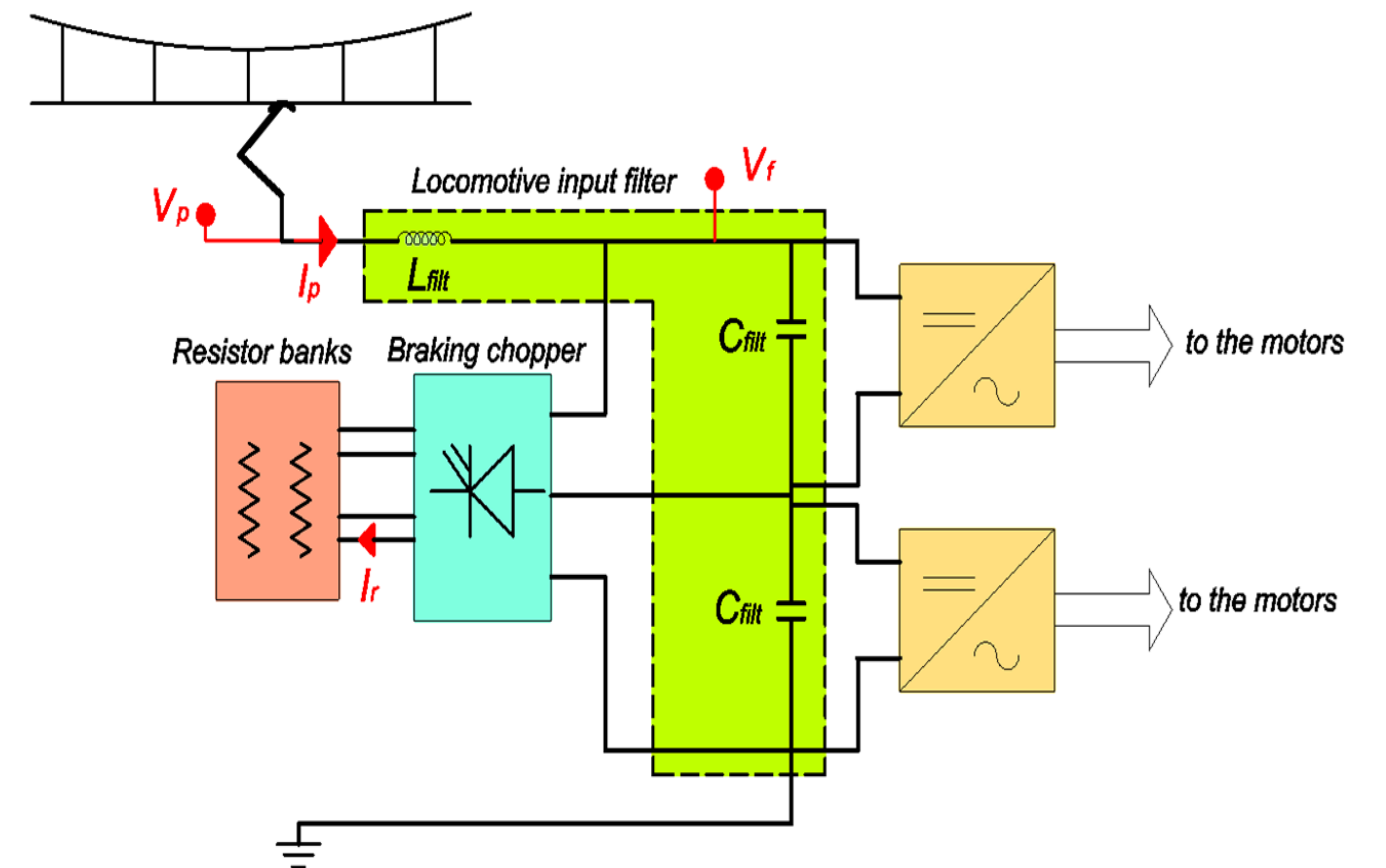 Locomotive input filter
Vf
Vp
Ip
Lfilt
Cfilt
Resistor banks
Braking chopper
to the motors
Ir
Cfilt
to the motors